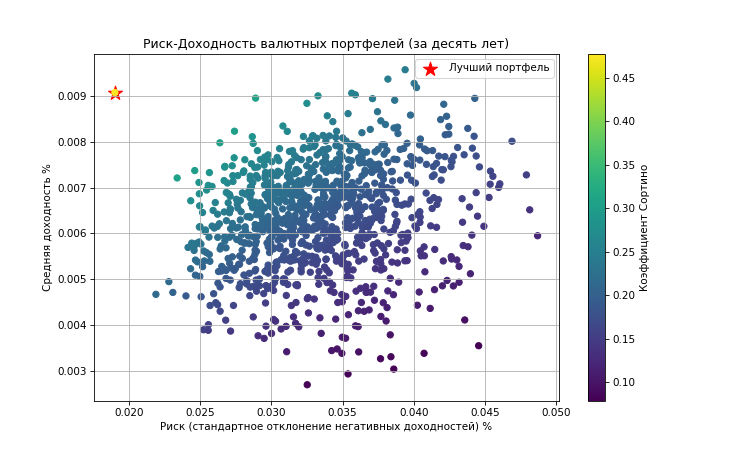 Риск-Доходность валютных портфелей (за десять лет)
Лучший портфель
0.009
0.008
0.007
0.006
0.005
0.004
0.003
Средняя доходность %
0.020 0.025 0.030 0.035 0.040 0.045 0.050
Риск (стандартное отклонение негативных доходностей) %
0.45
0.40
0.35
0.30
0.25
0.20
0.15
0.10
Коэффициент Сортино